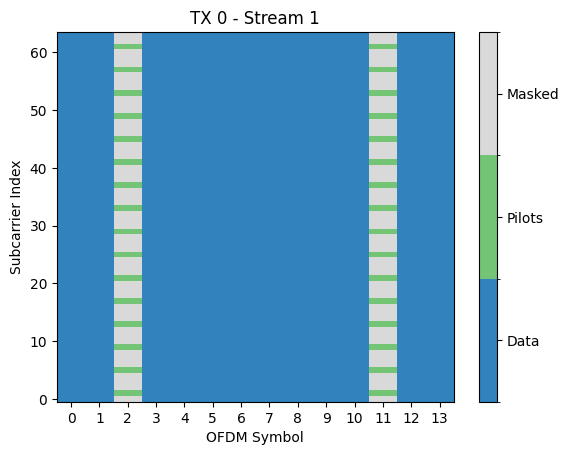 TX 0 - Stream 1
60
50
40
30
20
10
0
Subcarrier Index
0 1 2 3 4 5 6 7 8 9 10 11 12 13
OFDM Symbol
Masked
Pilots
Data